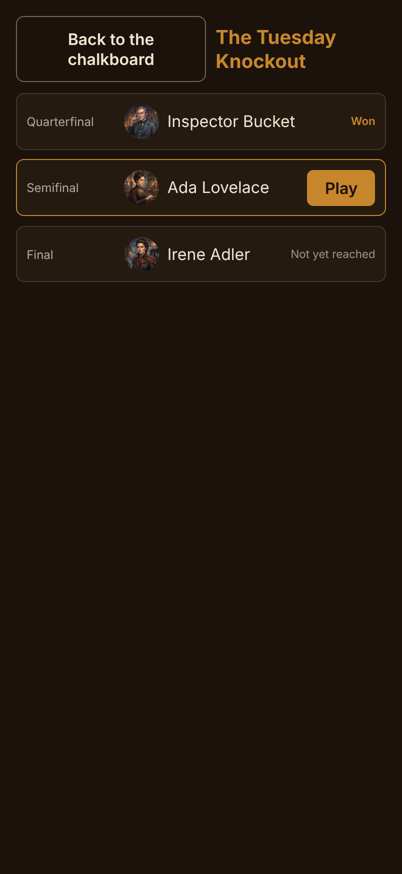 Back to the
chalkboard
The Tuesday
Knockout
Quarterfinal Inspector Bucket Won
Semifinal Ada Lovelace Play
Final Irene Adler Not yet reached